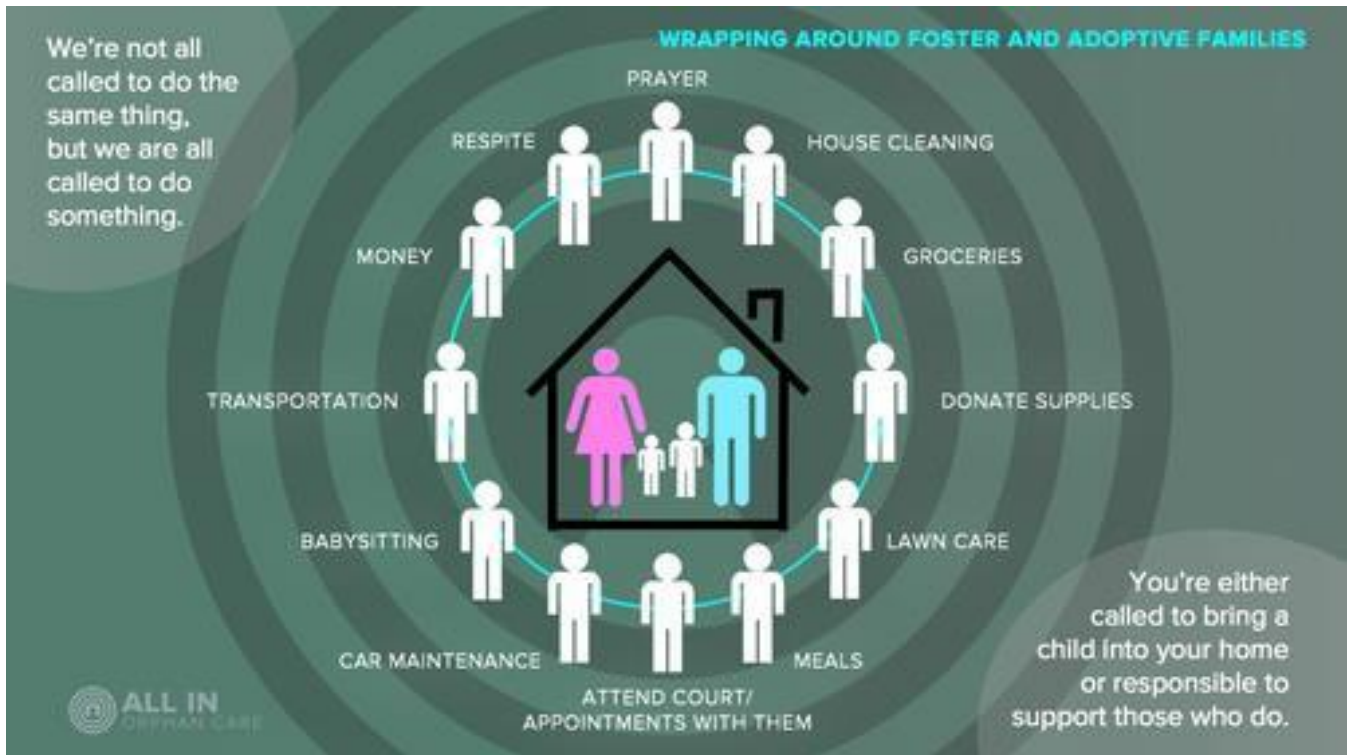 We're not all
called to do the
same thing,
but we are all
called to do
something.
WRAPPING AROUND FOSTER AND ADOPTIVE FAMILIES
PRAYER
RESPITE
HOUSE CLEANING
MONEY
GROCERIES
TRANSPORTATION
DONATE SUPPLIES
BABYSITTING
LAWN CARE
CAR MAINTENANCE
MEALS
ATTEND COURT/
APPOINTMENTS WITH THEM
You're either
called to bring a
child into your home
or responsible to
support those who do.
ALL IN
ORPHAN CARE